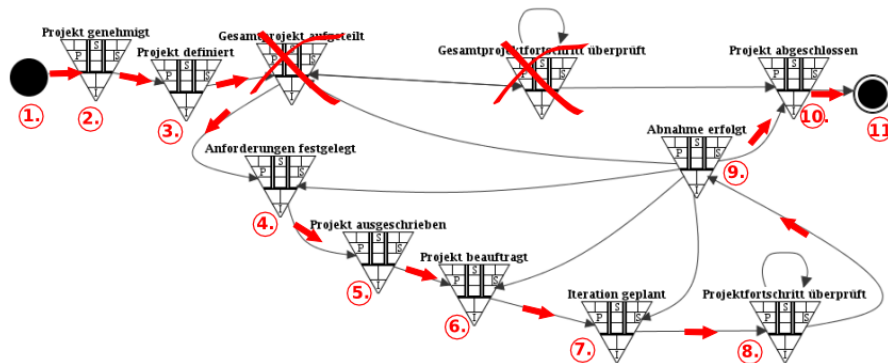 Projekt genehmigt
Projekt definiert
Gesamtprojekt aufgeteilt
Gesamtprojektfortschritt überprüft
Projekt abgeschlossen
P S S I
P S S I
P S S I
P S S I
P S S I
1.
2.
3.
10.
11
Anforderungen festgelegt
Abnahme erfolgt
P S S I
P S S I
4.
9.
Projekt ausgeschrieben
P S S I
5.
Projekt beauftragt
P S S I
6.
Iteration geplant
Projektfortschritt überprüft
P S S I
P S S I
7.
8.